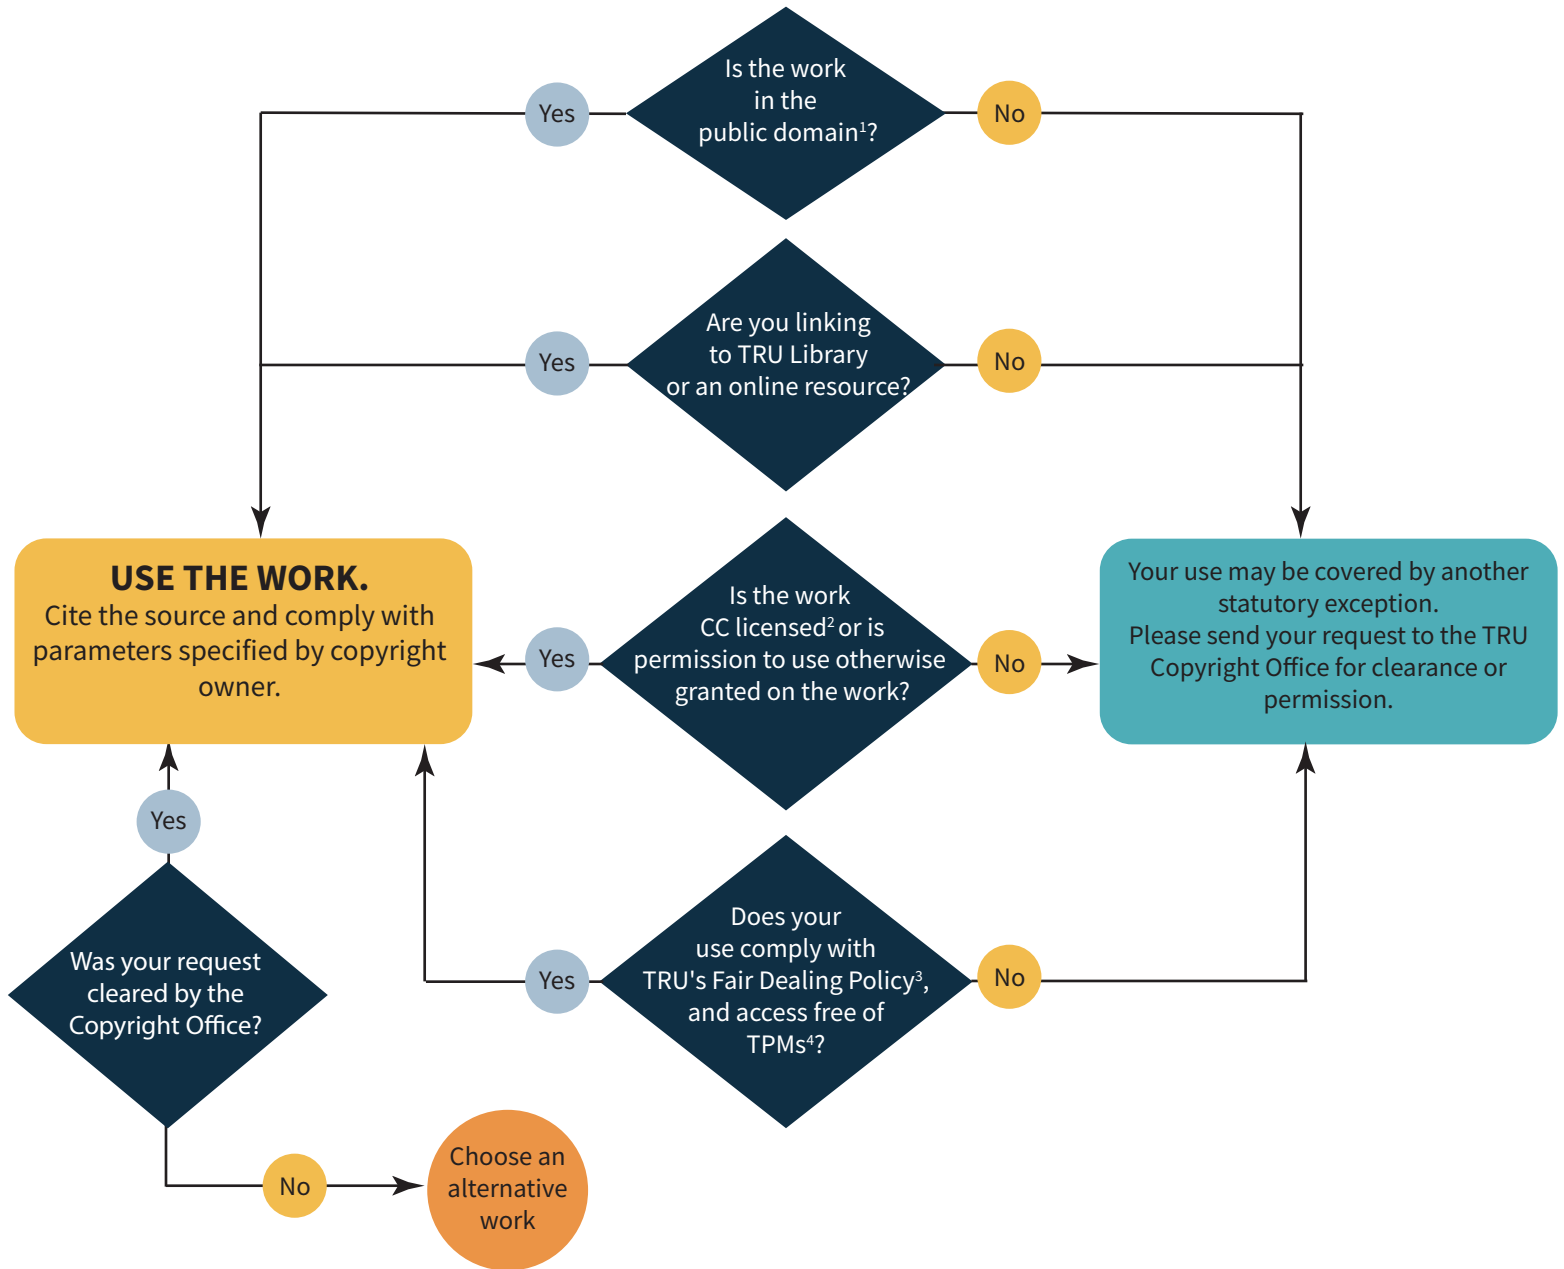 Is the work
in the
public domain¹?
Yes
No
Are you linking
to TRU Library
or an online resource?
Yes
No
USE THE WORK.
Cite the source and comply with
parameters specified by copyright
owner.
Is the work
CC licensed² or is
permission to use otherwise
granted on the work?
Yes
No
Your use may be covered by another
statutory exception.
Please send your request to the TRU
Copyright Office for clearance or
permission.
Yes
Was your request
cleared by the
Copyright Office?
Does your
use comply with
TRU's Fair Dealing Policy³,
and access free of
TPMs⁴?
Yes
No
No
Choose an
alternative
work